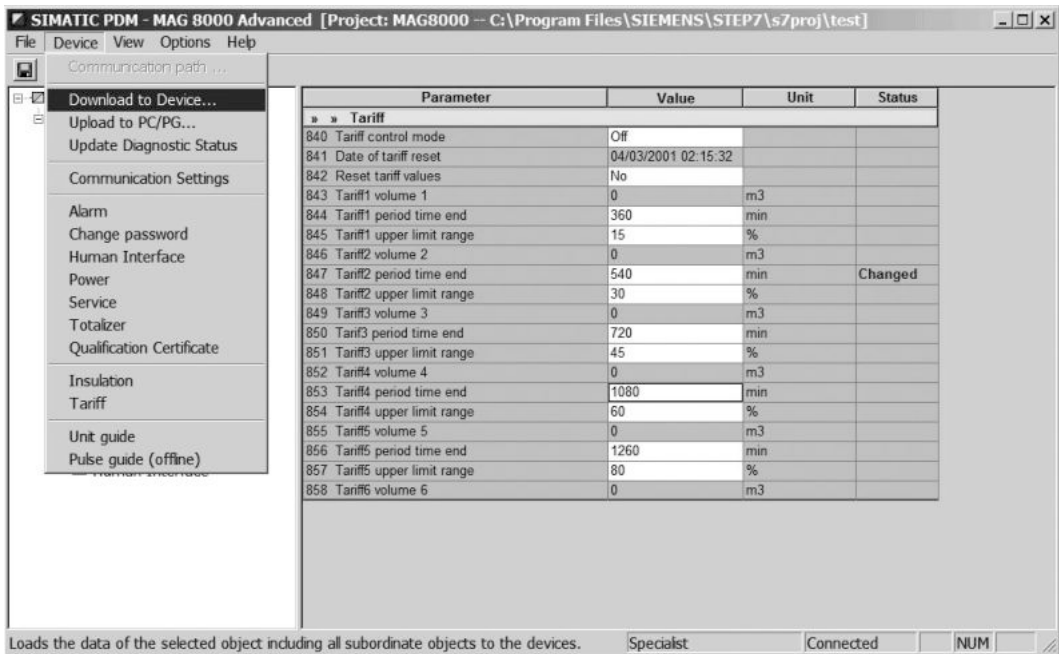 SIMATIC PDM - MAG 8000 Advanced [Project: MAG8000 -- C:\Program Files\SIEMENS\STEP7\s7proj\test]
File Device View Options Help
Communication path ...
Download to Device...
Upload to PC/PG...
Update Diagnostic Status
Communication Settings
Alarm
Change password
Human Interface
Power
Service
Totalizer
Qualification Certificate
Insulation
Tariff
Unit guide
Pulse guide (offline)
Human Interface
Parameter Value Unit Status
» » Tariff
840 Tariff control mode Off
841 Date of tariff reset 04/03/2001 02:15:32
842 Reset tariff values No
843 Tariff1 volume 1 0 m3
844 Tariff1 period time end 360 min
845 Tariff1 upper limit range 15 %
846 Tariff2 volume 2 0 m3
847 Tariff2 period time end 540 min Changed
848 Tariff2 upper limit range 30 %
849 Tariff3 volume 3 0 m3
850 Tarif3 period time end 720 min
851 Tariff3 upper limit range 45 %
852 Tariff4 volume 4 0 m3
853 Tariff4 period time end 1080 min
854 Tariff4 upper limit range 60 %
855 Tariff5 volume 5 0 m3
856 Tariff5 period time end 1260 min
857 Tariff5 upper limit range 80 %
858 Tariff6 volume 6 0 m3
Loads the data of the selected object including all subordinate objects to the devices. Specialist Connected NUM